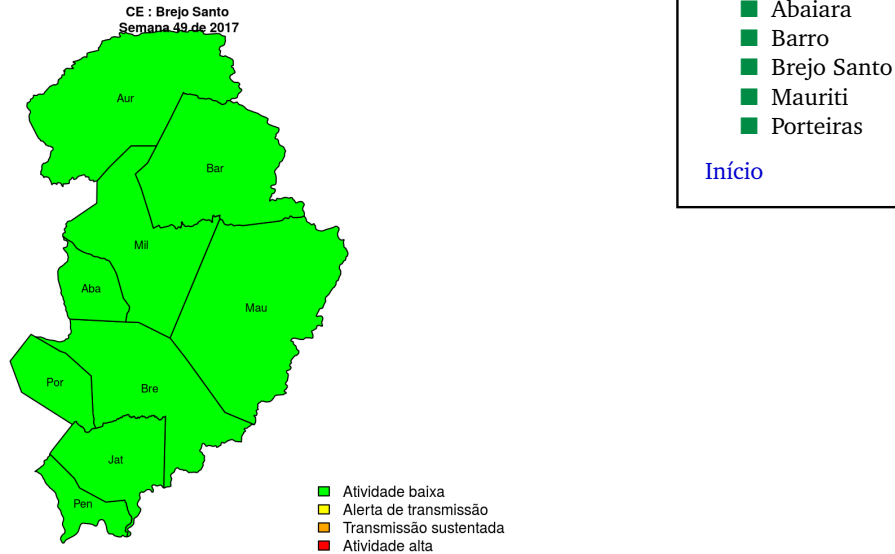 CE : Brejo Santo
Semana 49 de 2017
Aur
Bar
Mil
Aba
Mau
Por
Bre
Jat
Pen
Atividade baixa
Alerta de transmissão
Transmissão sustentada
Atividade alta
Abaiara
Barro
Brejo Santo
Mauriti
Porteiras
Início